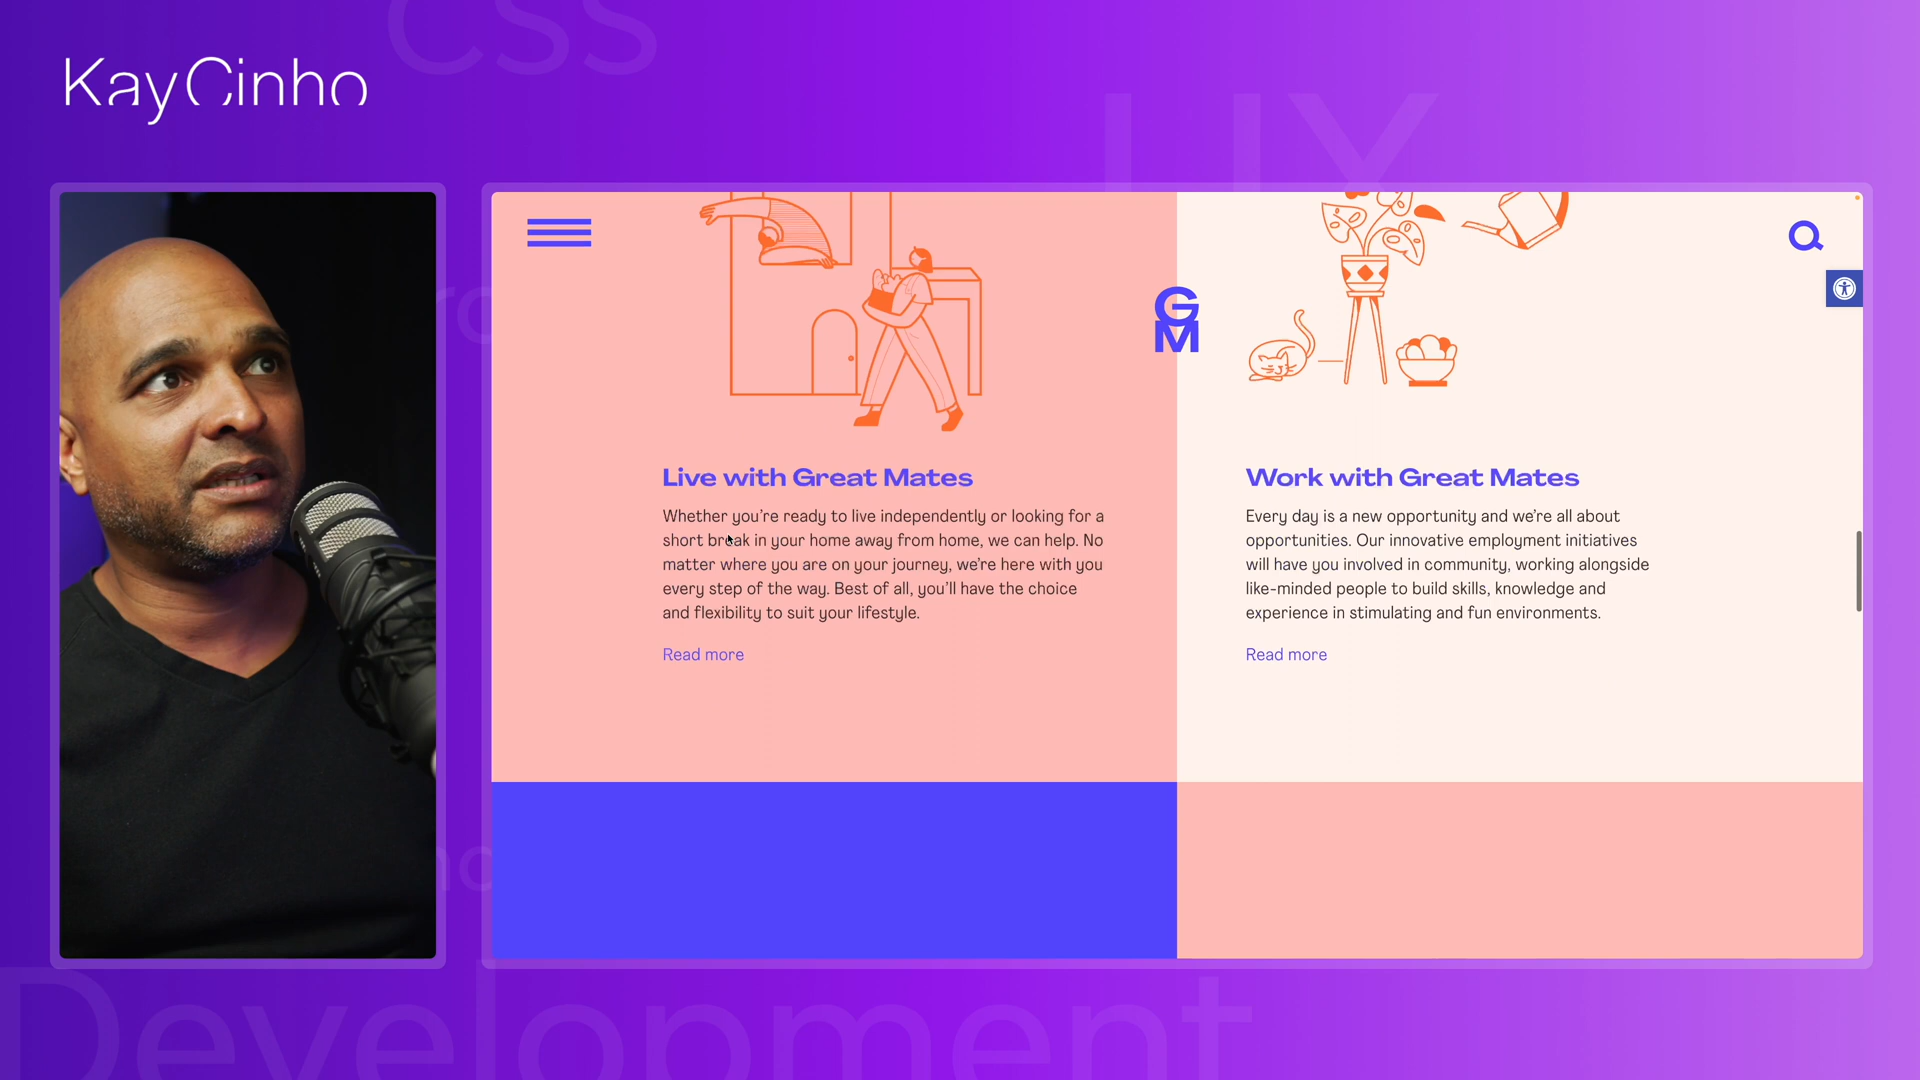 CSS
UX
KayCinho
G
M
Live with Great Mates
Whether you're ready to live independently or looking for a
short break in your home away from home, we can help. No
matter where you are on your journey, we're here with you
every step of the way. Best of all, you'll have the choice
and flexibility to suit your lifestyle.
Read more
Work with Great Mates
Every day is a new opportunity and we're all about
opportunities. Our innovative employment initiatives
will have you involved in community, working alongside
like-minded people to build skills, knowledge and
experience in stimulating and fun environments.
Read more
Development